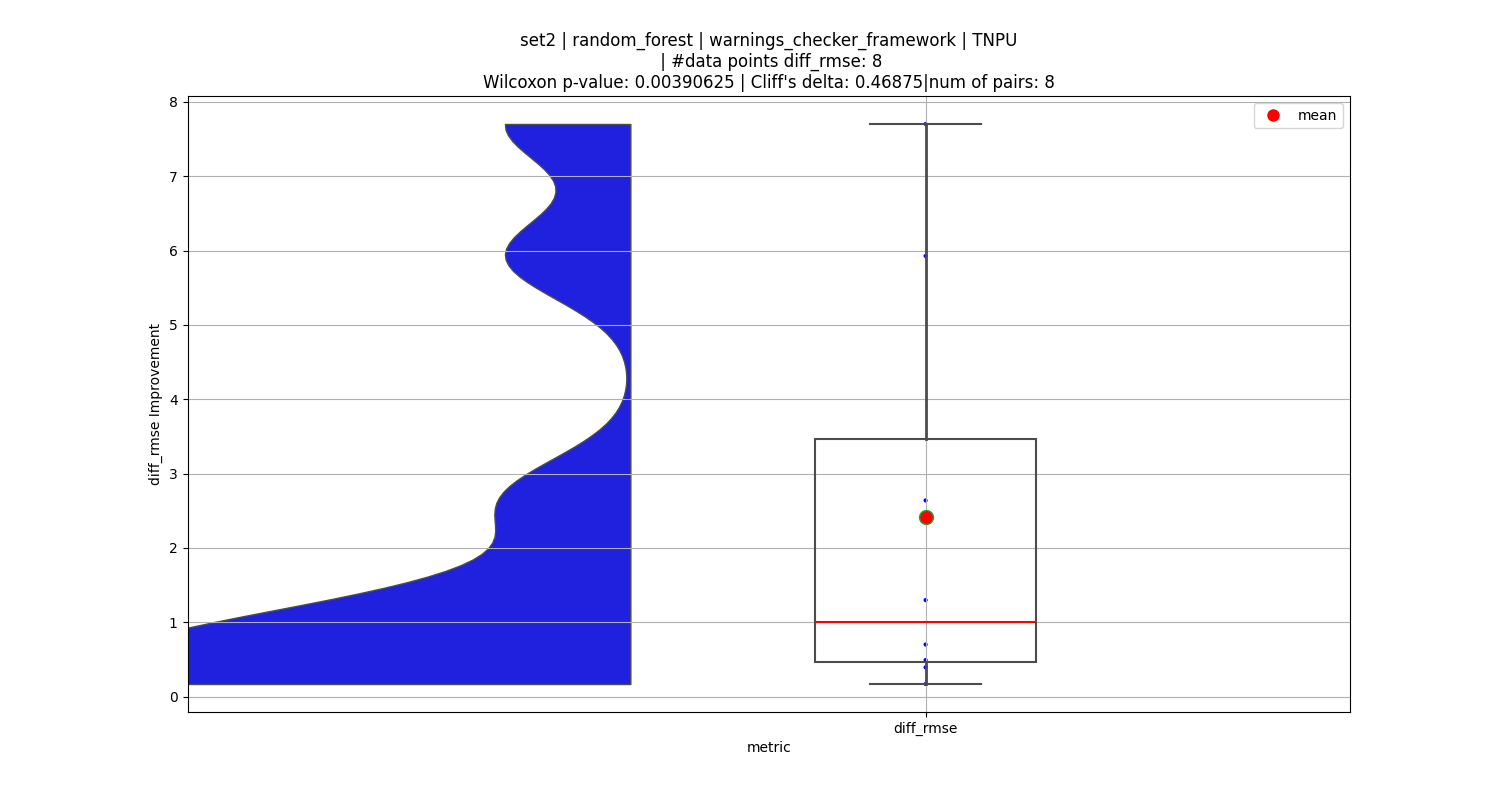 set2 | random_forest | warnings_checker_framework | TNPU
| #data points diff_rmse: 8
Wilcoxon p-value: 0.00390625 | Cliff's delta: 0.46875|num of pairs: 8
mean
8
7
6
5
4
3
2
1
0
diff_rmse Improvement
diff_rmse
metric